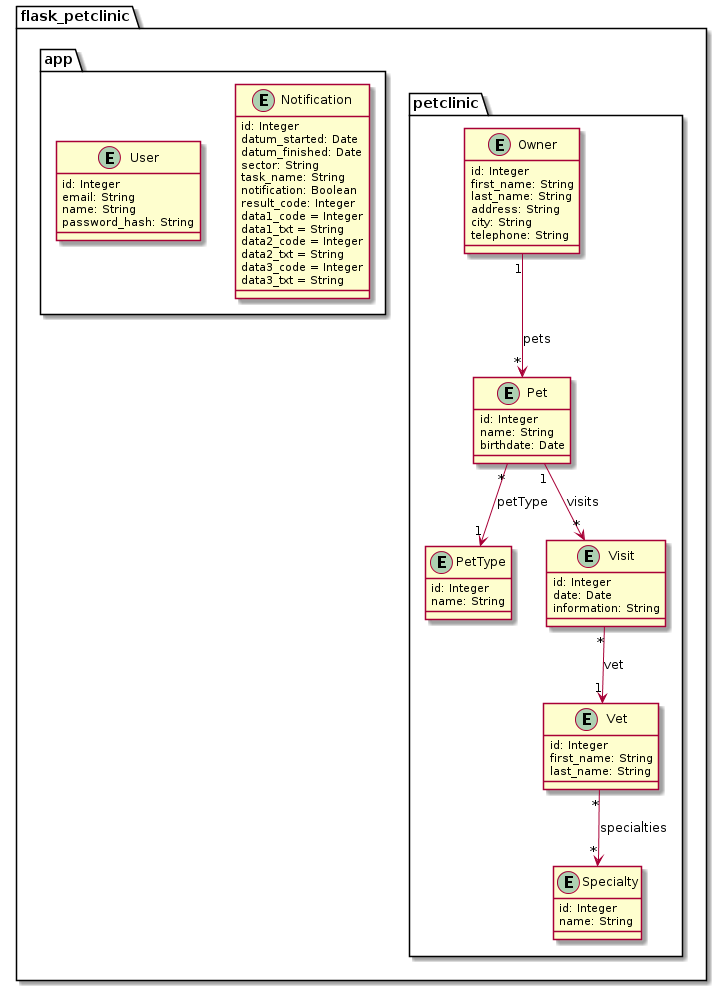 flask_petclinic
app
E User
id: Integer
email: String
name: String
password_hash: String
E Notification
id: Integer
datum_started: Date
datum_finished: Date
sector: String
task_name: String
notification: Boolean
result_code: Integer
data1_code = Integer
data1_txt = String
data2_code = Integer
data2_txt = String
data3_code = Integer
data3_txt = String
petclinic
E Owner
id: Integer
first_name: String
last_name: String
address: String
city: String
telephone: String
1
pets
*
E Pet
id: Integer
name: String
birthdate: Date
* 1
petType visits
1 *
E PetType
id: Integer
name: String
E Visit
id: Integer
date: Date
information: String
*
vet
1
E Vet
id: Integer
first_name: String
last_name: String
*
specialties
*
E Specialty
id: Integer
name: String